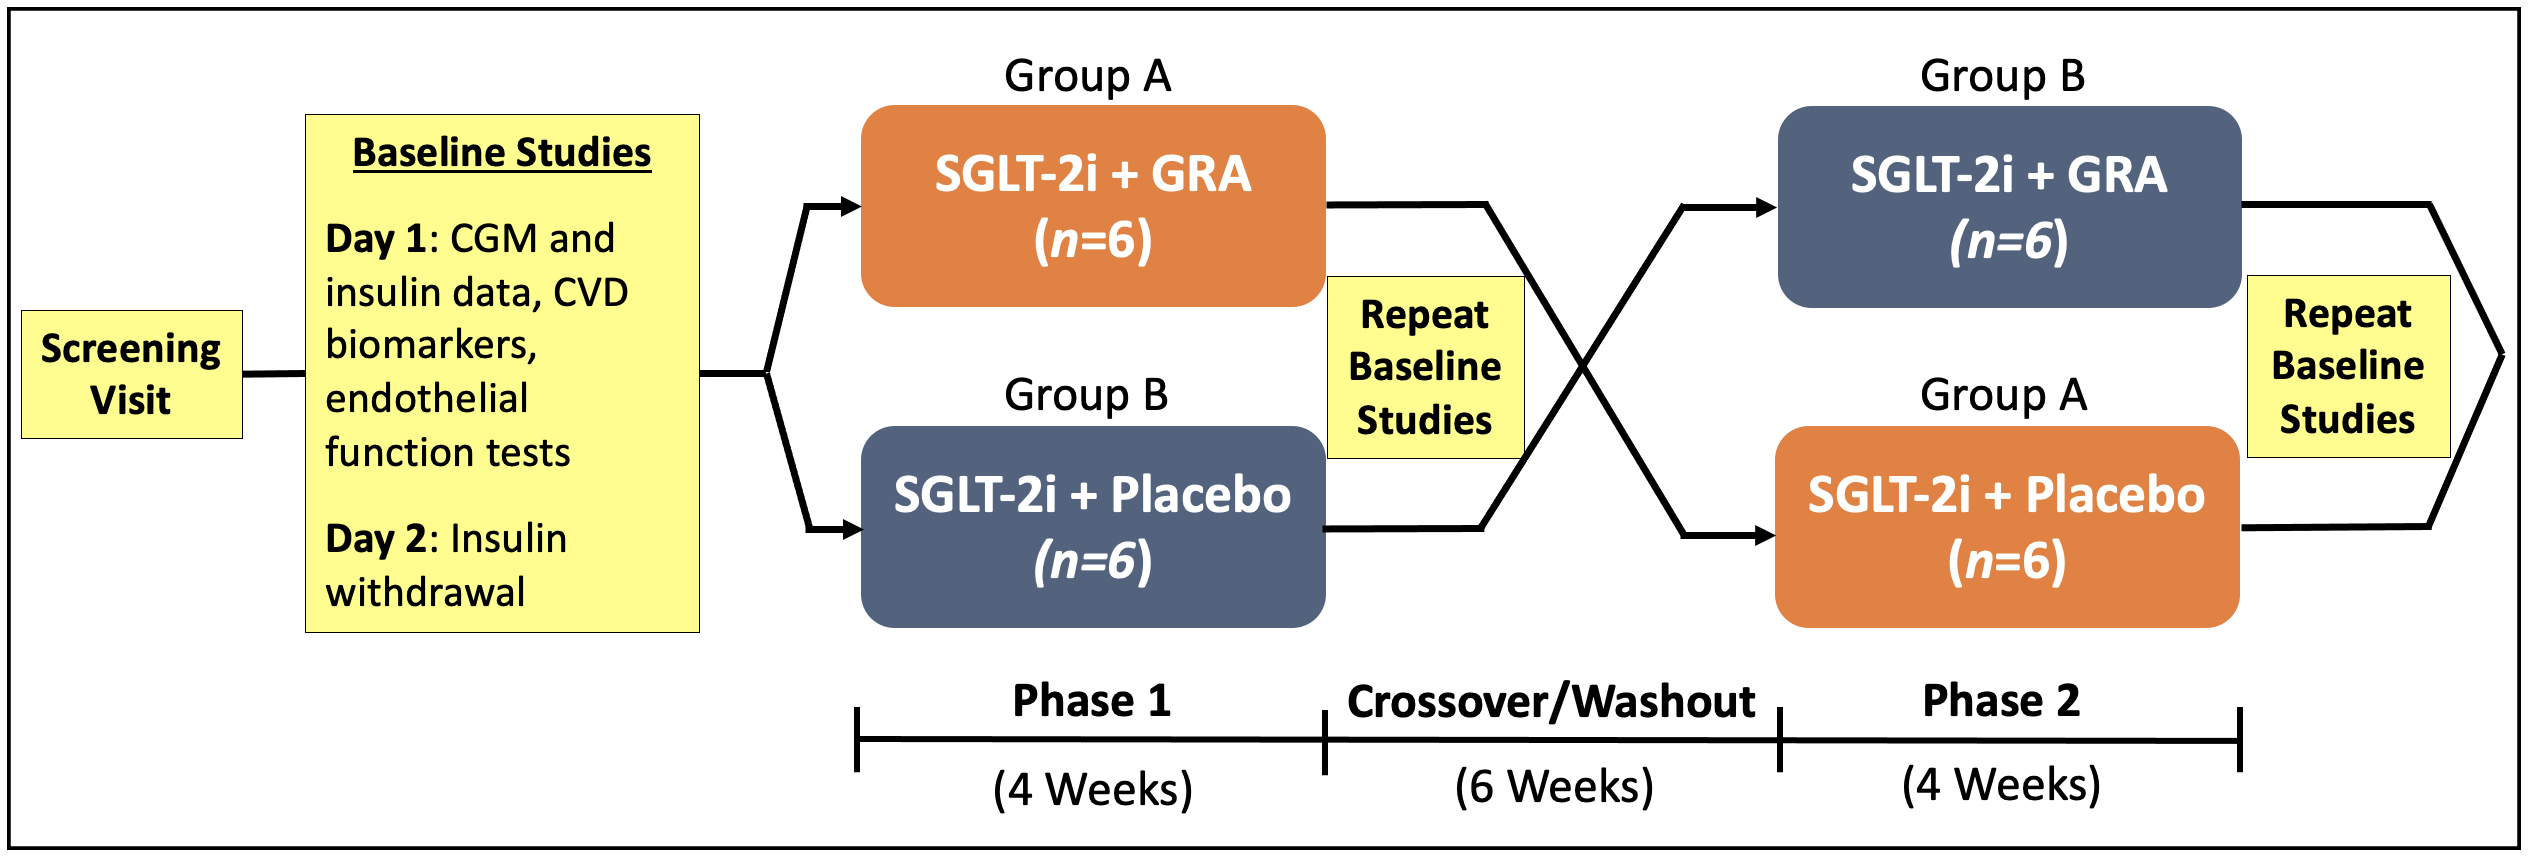 Screening
Visit
Baseline Studies
Day 1: CGM and
insulin data, CVD
biomarkers,
endothelial
function tests
Day 2: Insulin
withdrawal
Group A
SGLT-2i + GRA
(n=6)
Group B
SGLT-2i + Placebo
(n=6)
Repeat
Baseline
Studies
Group B
SGLT-2i + GRA
(n=6)
Group A
SGLT-2i + Placebo
(n=6)
Repeat
Baseline
Studies
Phase 1
(4 Weeks)
Crossover/Washout
(6 Weeks)
Phase 2
(4 Weeks)